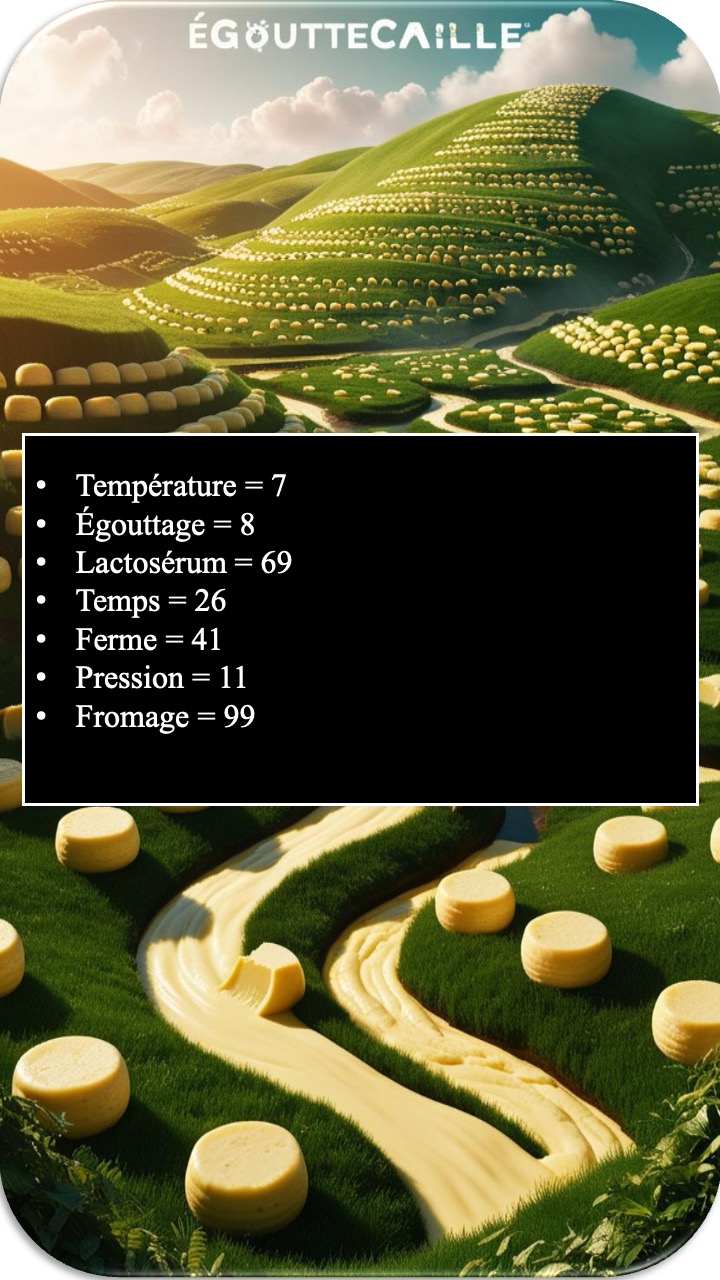 ÉGOUTTECAILLE
• Température = 7
• Égouttage = 8
• Lactosérum = 69
• Temps = 26
• Ferme = 41
• Pression = 11
• Fromage = 99